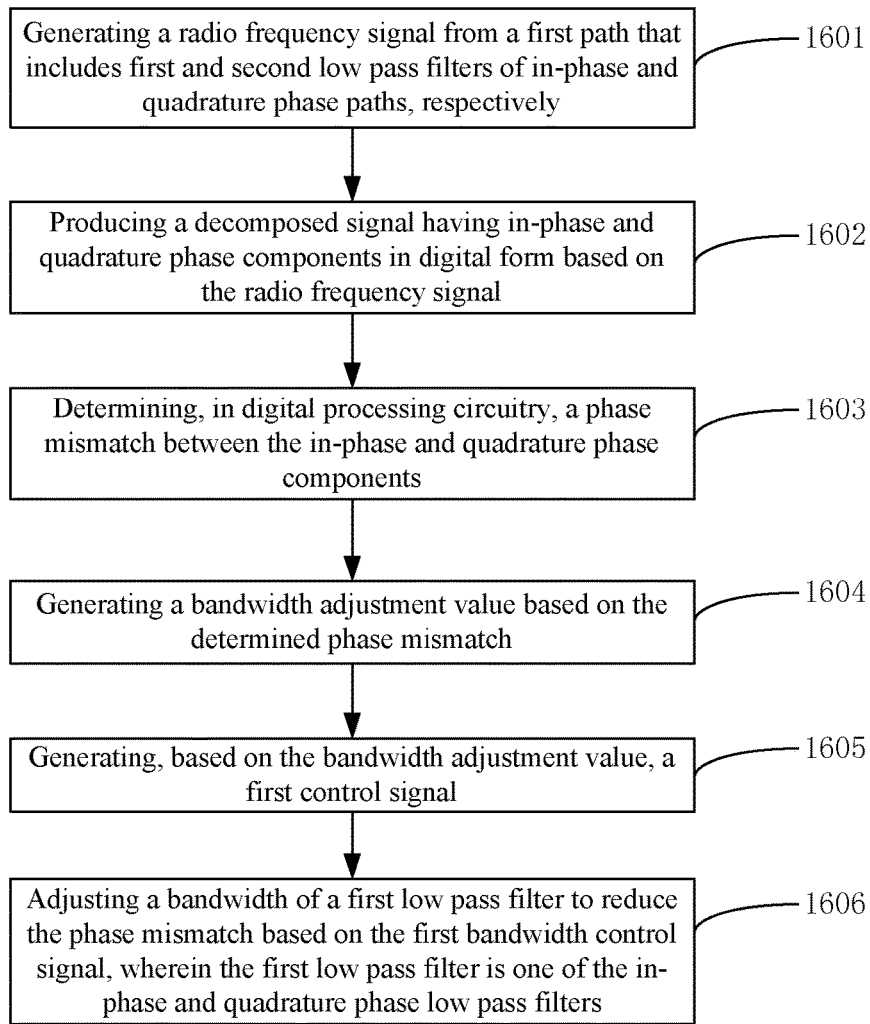 Generating a radio frequency signal from a first path that
includes first and second low pass filters of in-phase and
quadrature phase paths, respectively
1601
Producing a decomposed signal having in-phase and
quadrature phase components in digital form based on
the radio frequency signal
1602
Determining, in digital processing circuitry, a phase
mismatch between the in-phase and quadrature phase
components
1603
Generating a bandwidth adjustment value based on the
determined phase mismatch
1604
Generating, based on the bandwidth adjustment value, a
first control signal
1605
Adjusting a bandwidth of a first low pass filter to reduce
the phase mismatch based on the first bandwidth control
signal, wherein the first low pass filter is one of the in-
phase and quadrature phase low pass filters
1606